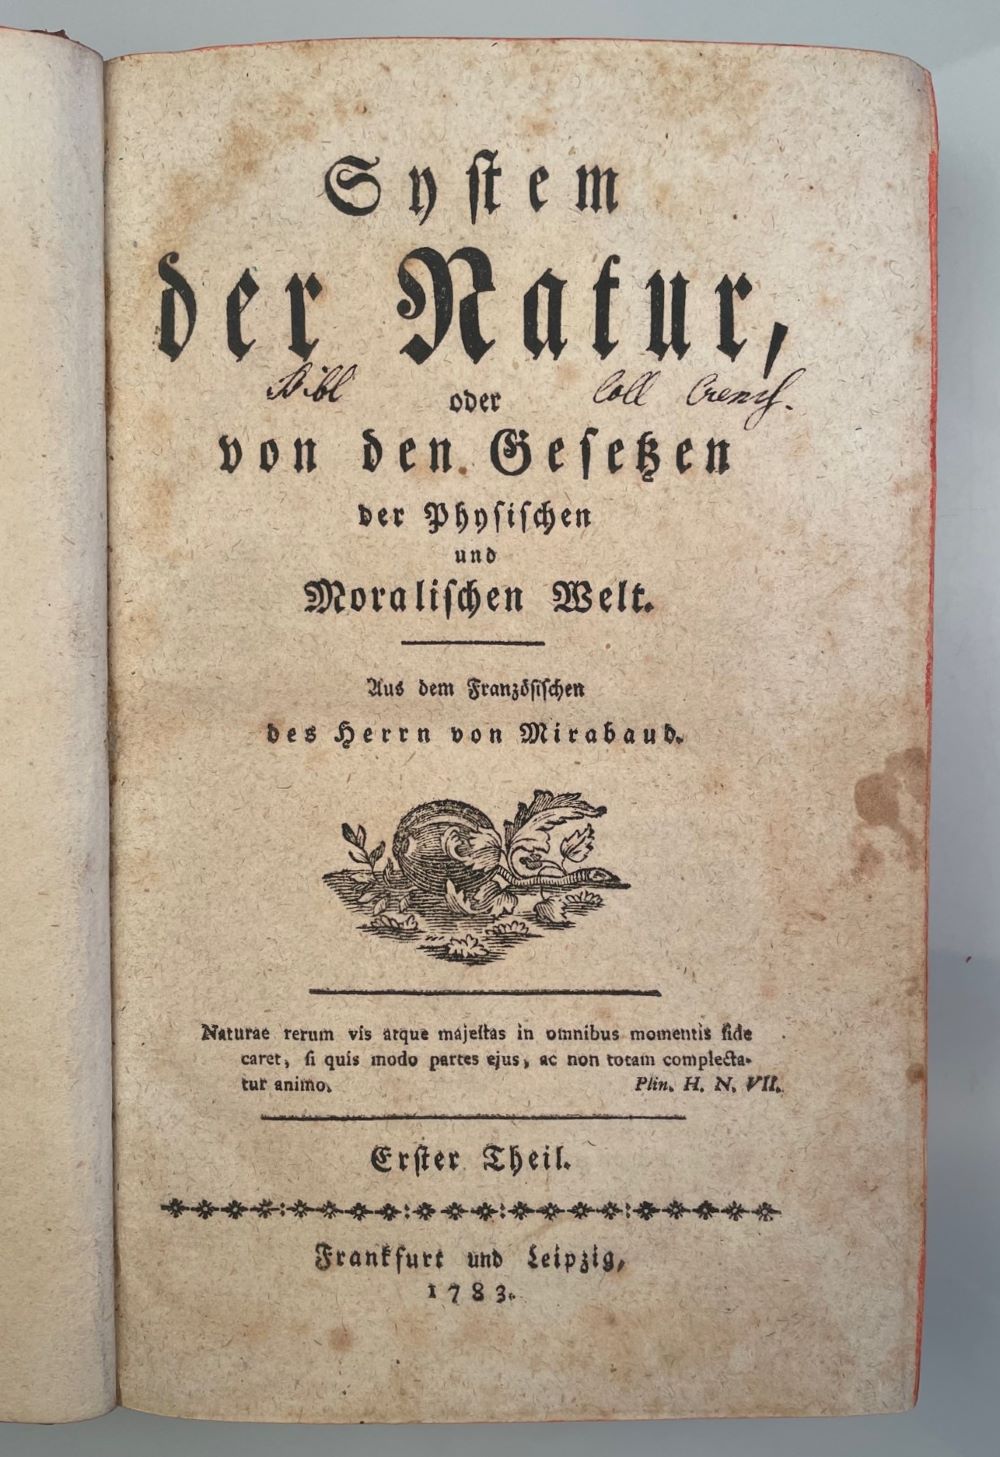 Syſtem
der Natur,
Bibl oder Coll
von den Geſetzen
der Phyſiſchen
und
Moraliſchen Welt.
Aus dem Franzöſiſchen
des Herrn von Mirabaud.
Naturae rerum vis atque majeſtas in omnibus momentis fide
caret, ſi quis modo partes ejus, ac non totam complecta-
tur animo. Plin. H. N. VII.
Erſter Theil.
Frankfurt und Leipzig,
1783.